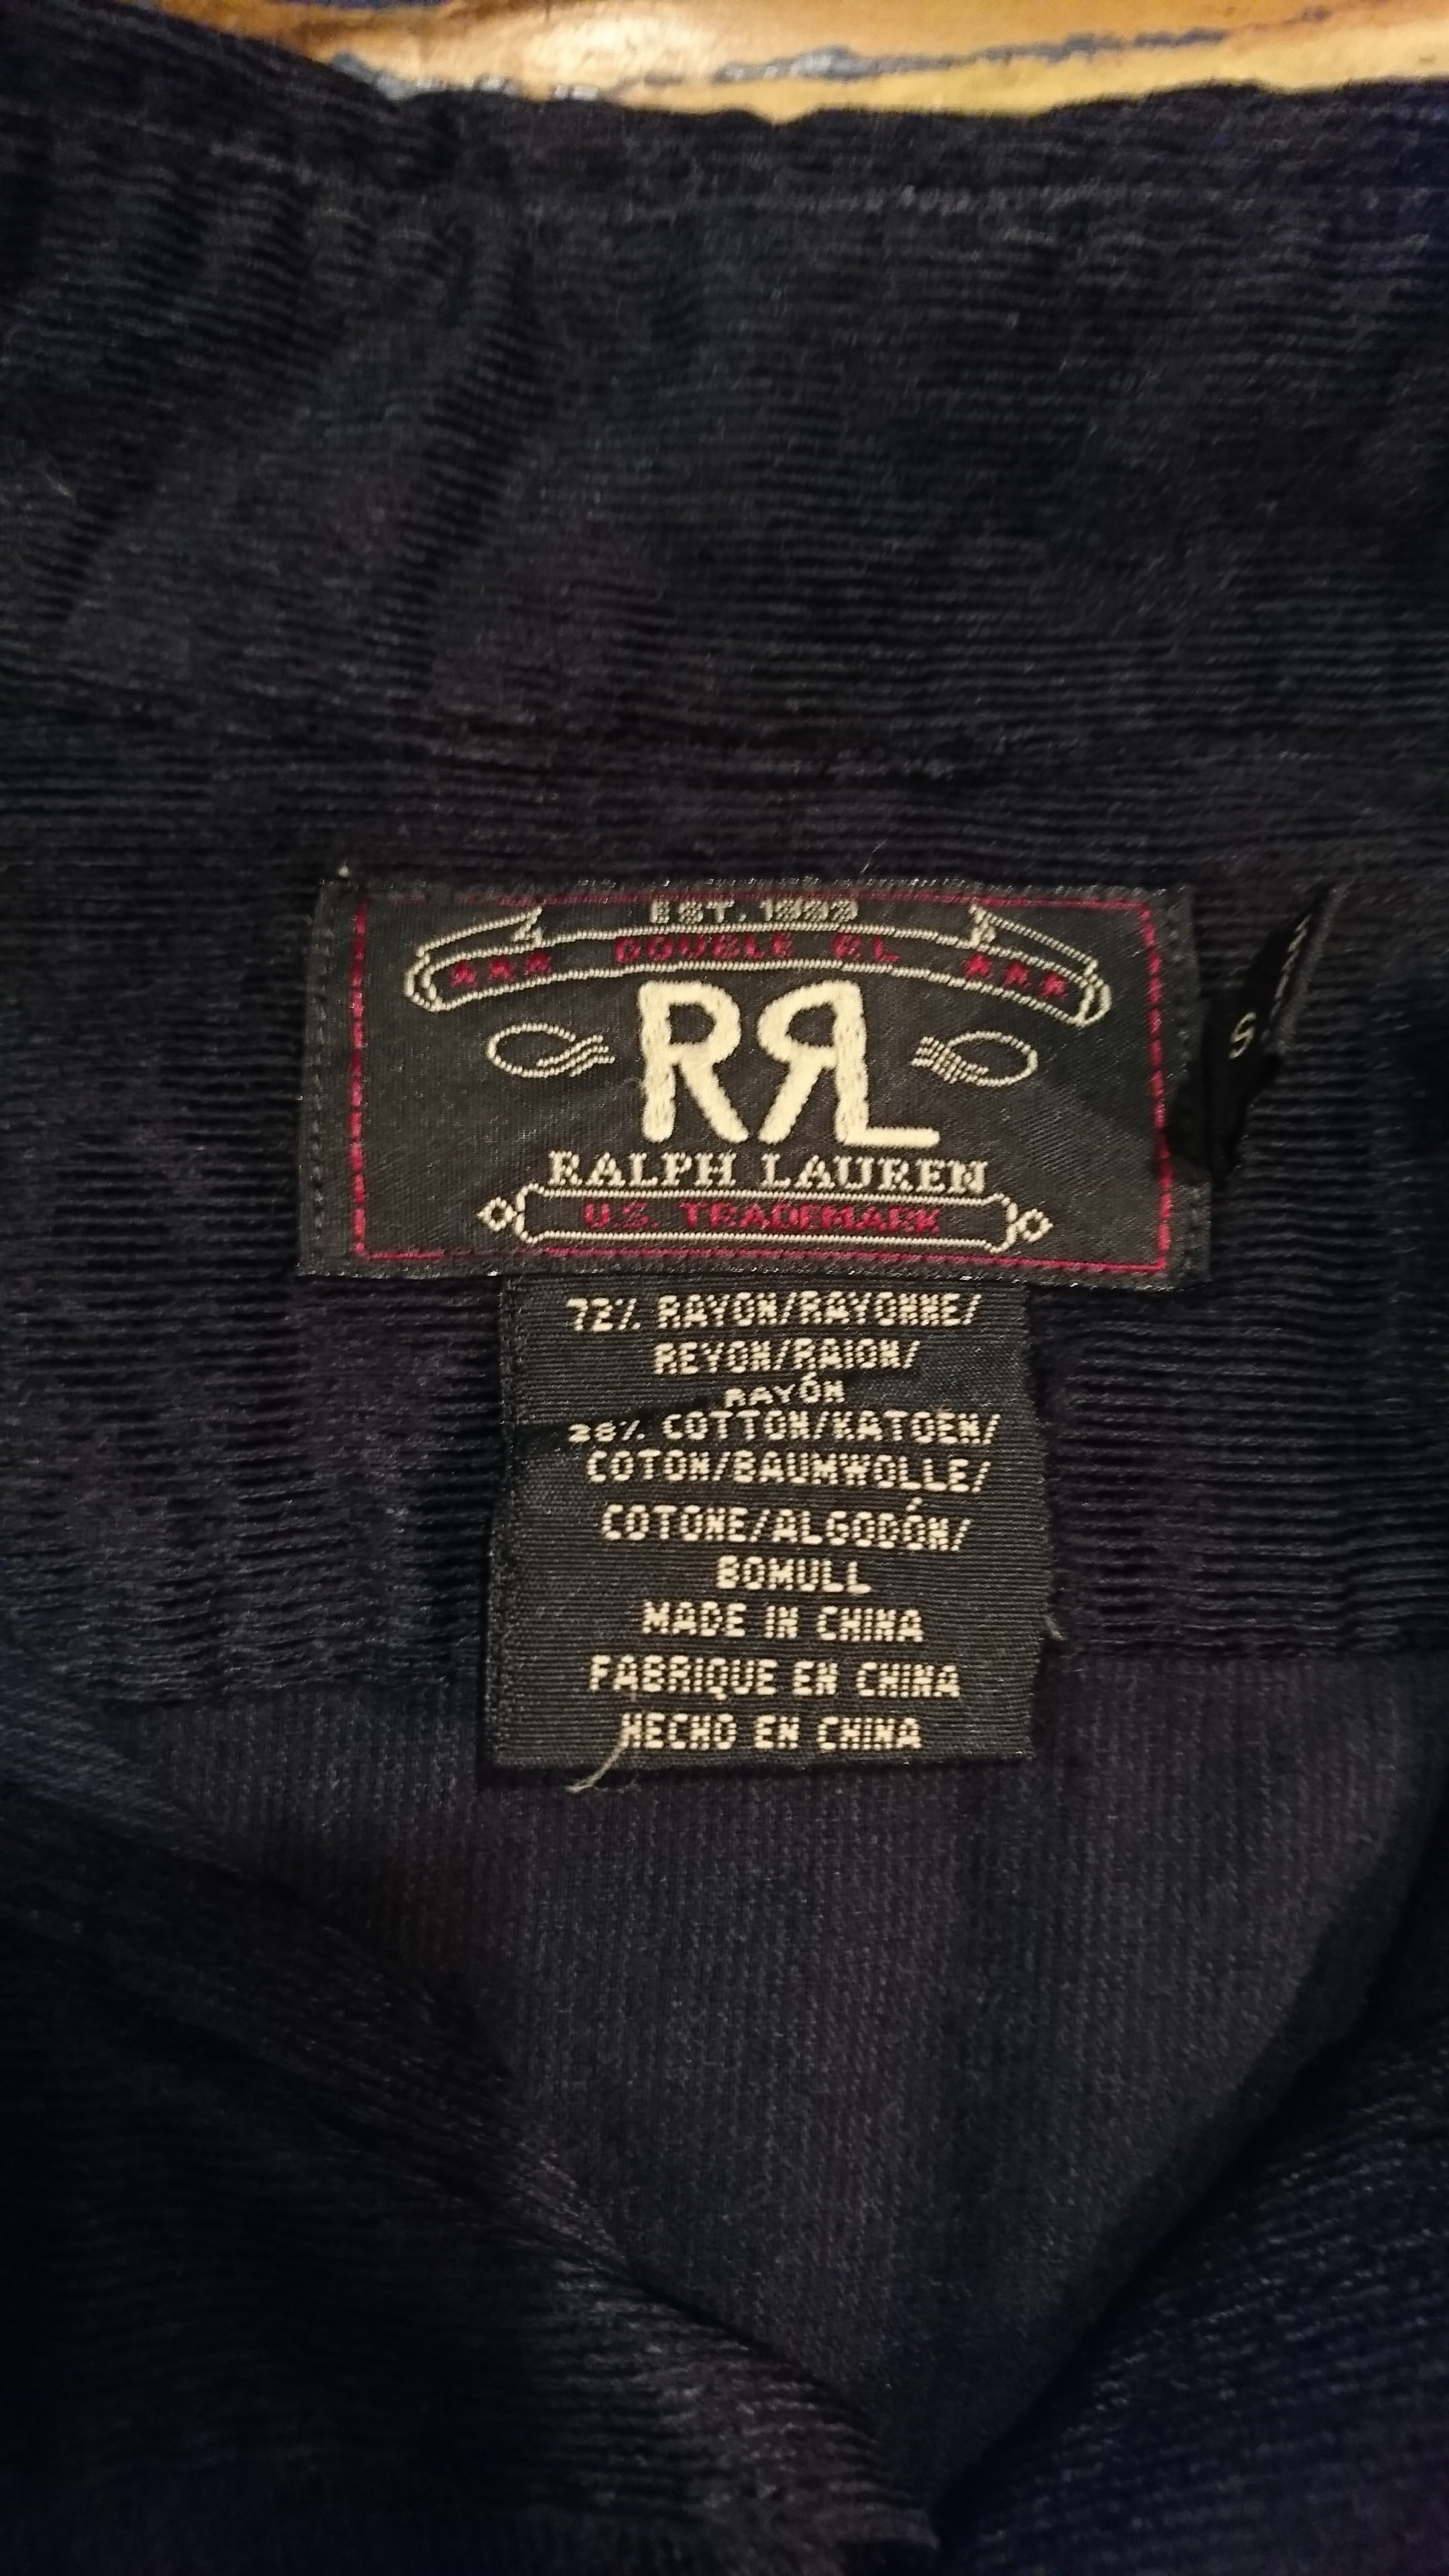 EST. 1993
★★★ DOUBLE RL ★★★
RRL
RALPH LAUREN
U.S. TRADEMARK
S
72% RAYON/RAYONNE/
REYON/RAION/
RAYÓN
28% COTTON/KATOEN/
COTON/BAUMWOLLE/
COTONE/ALGODÓN/
BOMULL
MADE IN CHINA
FABRIQUE EN CHINA
HECHO EN CHINA